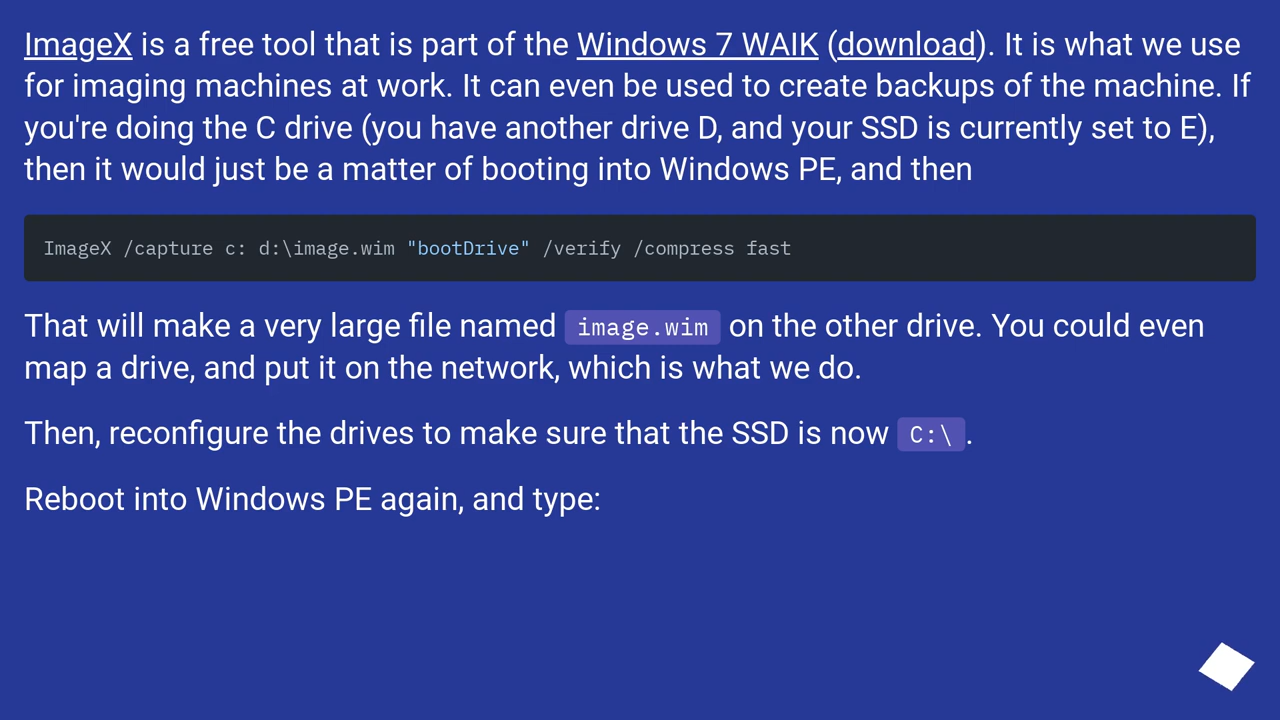 ImageX is a free tool that is part of the Windows 7 WAIK (download). It is what we use
for imaging machines at work. It can even be used to create backups of the machine. If
you're doing the C drive (you have another drive D, and your SSD is currently set to E),
then it would just be a matter of booting into Windows PE, and then
ImageX /capture c: d:\image.wim "bootDrive" /verify /compress fast
That will make a very large file named image.wim on the other drive. You could even
map a drive, and put it on the network, which is what we do.
Then, reconfigure the drives to make sure that the SSD is now C:\.
Reboot into Windows PE again, and type: